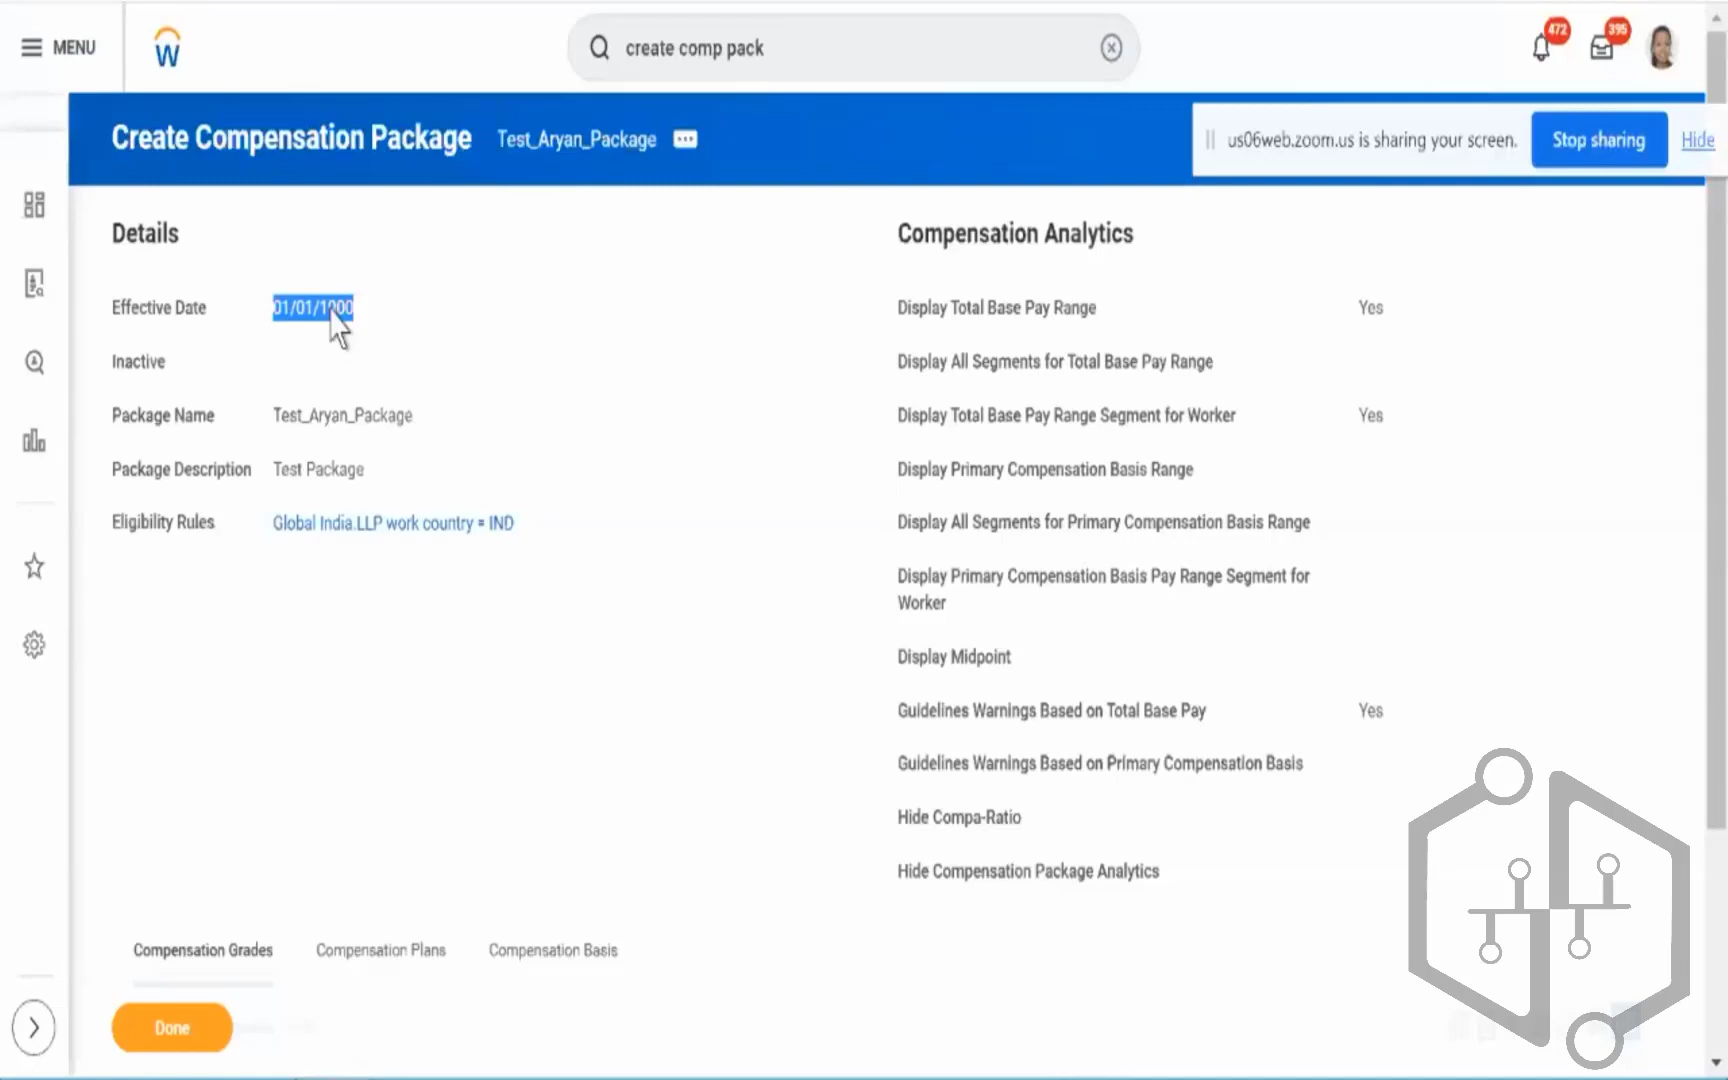 MENU
W
create comp pack
472
395
Create Compensation Package
Test_Aryan_Package
us06web.zoom.us is sharing your screen.
Stop sharing
Hide
Details
Effective Date 01/01/1900
Inactive
Package Name Test_Aryan_Package
Package Description Test Package
Eligibility Rules Global India.LLP work country = IND
Compensation Analytics
Display Total Base Pay Range Yes
Display All Segments for Total Base Pay Range
Display Total Base Pay Range Segment for Worker Yes
Display Primary Compensation Basis Range
Display All Segments for Primary Compensation Basis Range
Display Primary Compensation Basis Pay Range Segment for
Worker
Display Midpoint
Guidelines Warnings Based on Total Base Pay Yes
Guidelines Warnings Based on Primary Compensation Basis
Hide Compa-Ratio
Hide Compensation Package Analytics
Compensation Grades Compensation Plans Compensation Basis
Done